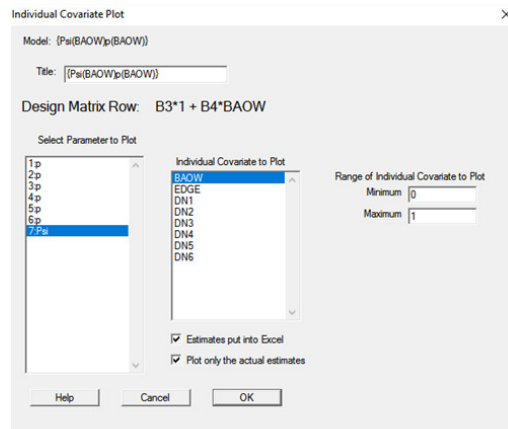 Individual Covariate Plot
Model: {Psi(BAOW)p(BAOW)}
Title: {Psi(BAOW)p(BAOW)}
Design Matrix Row: B3*1 + B4*BAOW
Select Parameter to Plot
1:p
2:p
3:p
4:p
5:p
6:p
7:Psi
Individual Covariate to Plot
BAOW
EDGE
DN1
DN2
DN3
DN4
DN5
DN6
Range of Individual Covariate to Plot
Minimum 0
Maximum 1
Estimates put into Excel
Plot only the actual estimates
Help Cancel OK